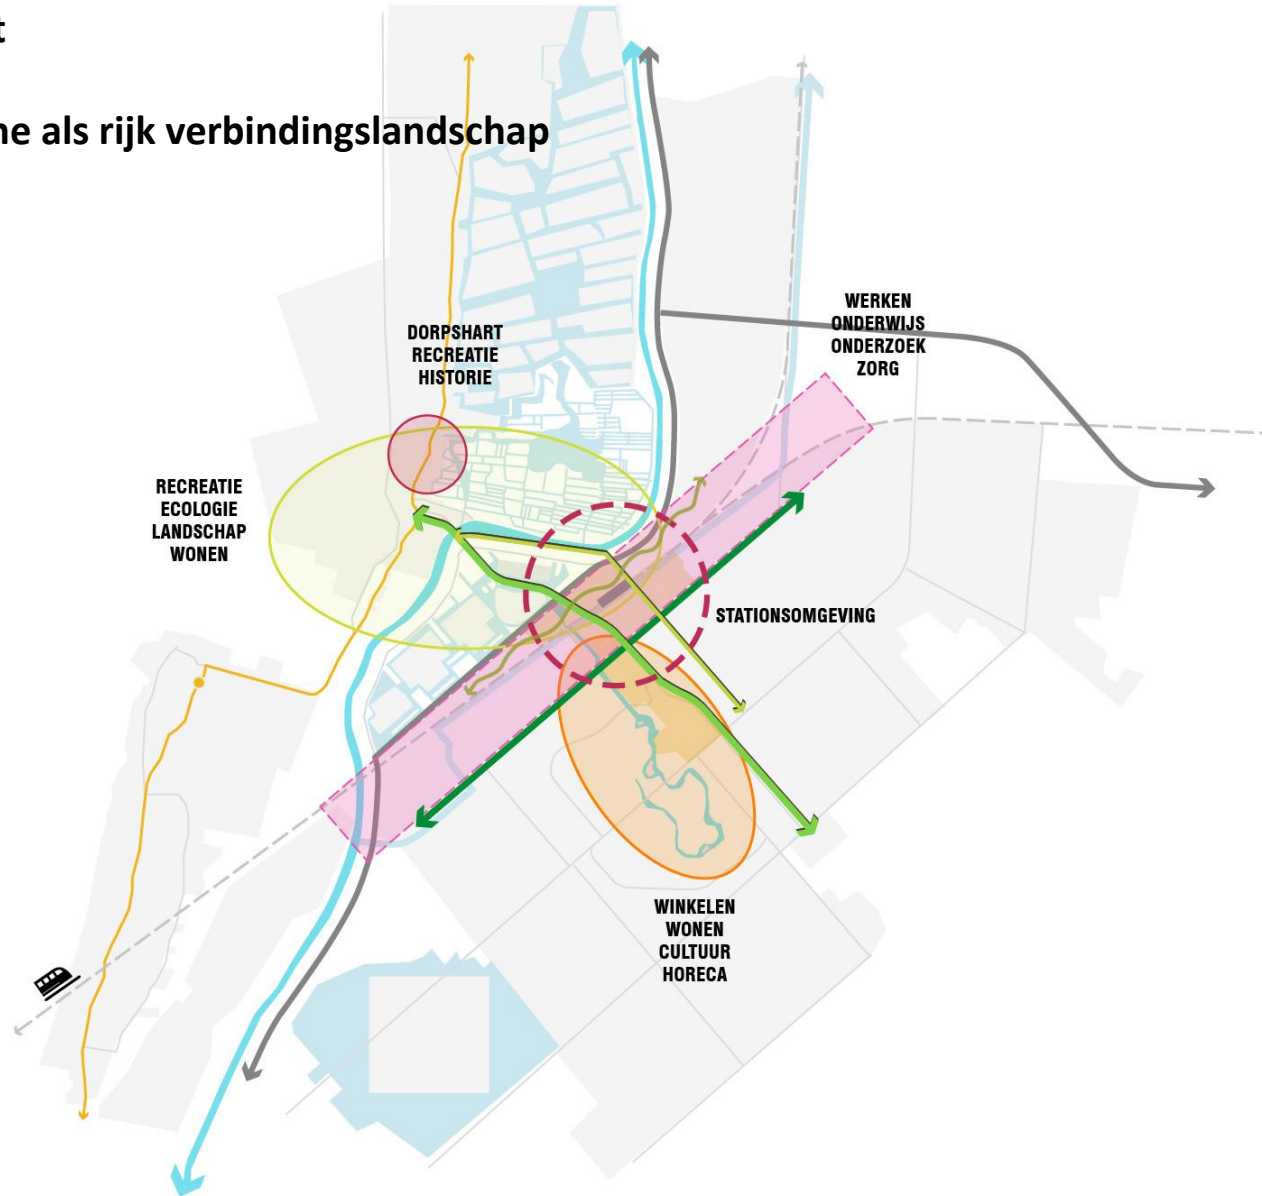 als rijk verbindingslandschap
WERKEN
ONDERWIJS
ONDERZOEK
ZORG
DORPSHART
RECREATIE
HISTORIE
RECREATIE
ECOLOGIE
LANDSCHAP
WONEN
STATIONSOMGEVING
WINKELEN
WONEN
CULTUUR
HORECA